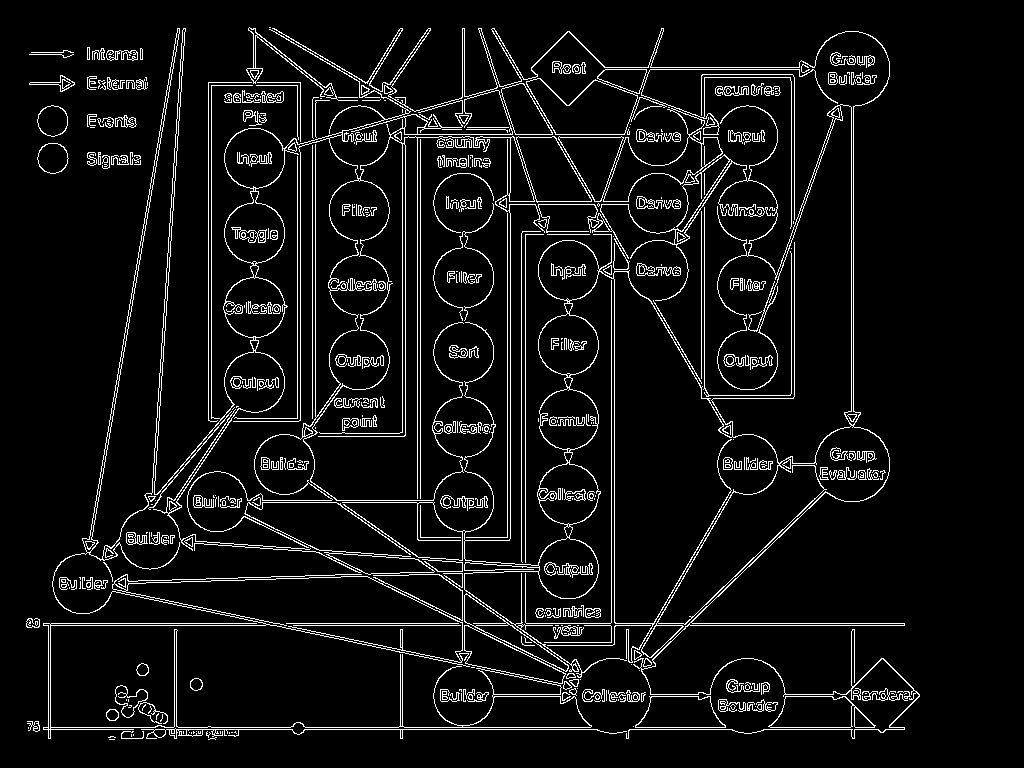 Internal
External
Events
Signals
Root
Group
Builder
selected
PIs
countries
Input
Derive
Input
country
timeline
Input
Filter
Derive
Window
Input
Toggle
Input
Derive
Filter
Filter
Collector
Collector
Filter
Sort
Output
Output
Output
current
point
Formula
Collector
Builder
Builder
Group
Evaluator
Builder
Output
Collector
Builder
Output
Builder
countries
year
80
Builder
Collector
Group
Bounder
Renderer
75